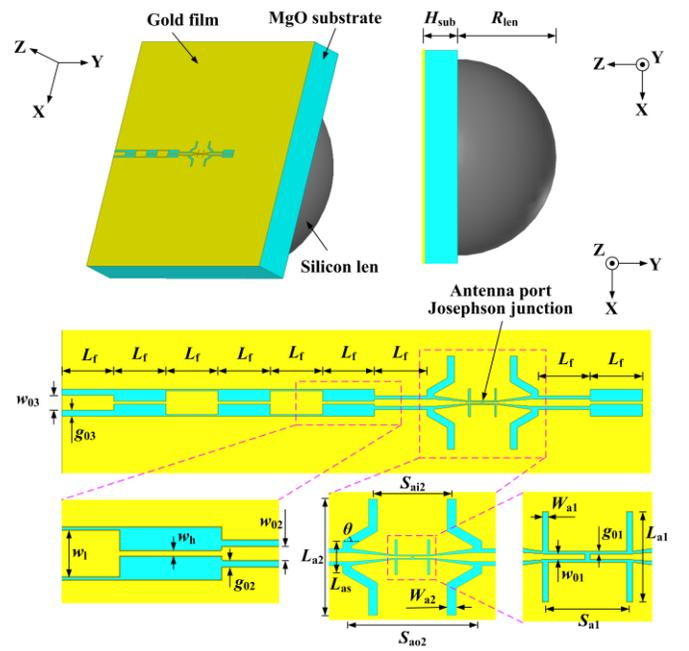 Gold film
MgO substrate
Z
Y
X
Silicon len
Hsub
Rlen
Z
Y
X
Z
Y
X
Antenna port
Josephson junction
Lf Lf Lf Lf Lf Lf Lf Lf Lf
w03
g03
wl
wh
w02
g02
Sai2
θ
La2
Las
Wa2
Sao2
Wa1
g01
La1
w01
Sa1